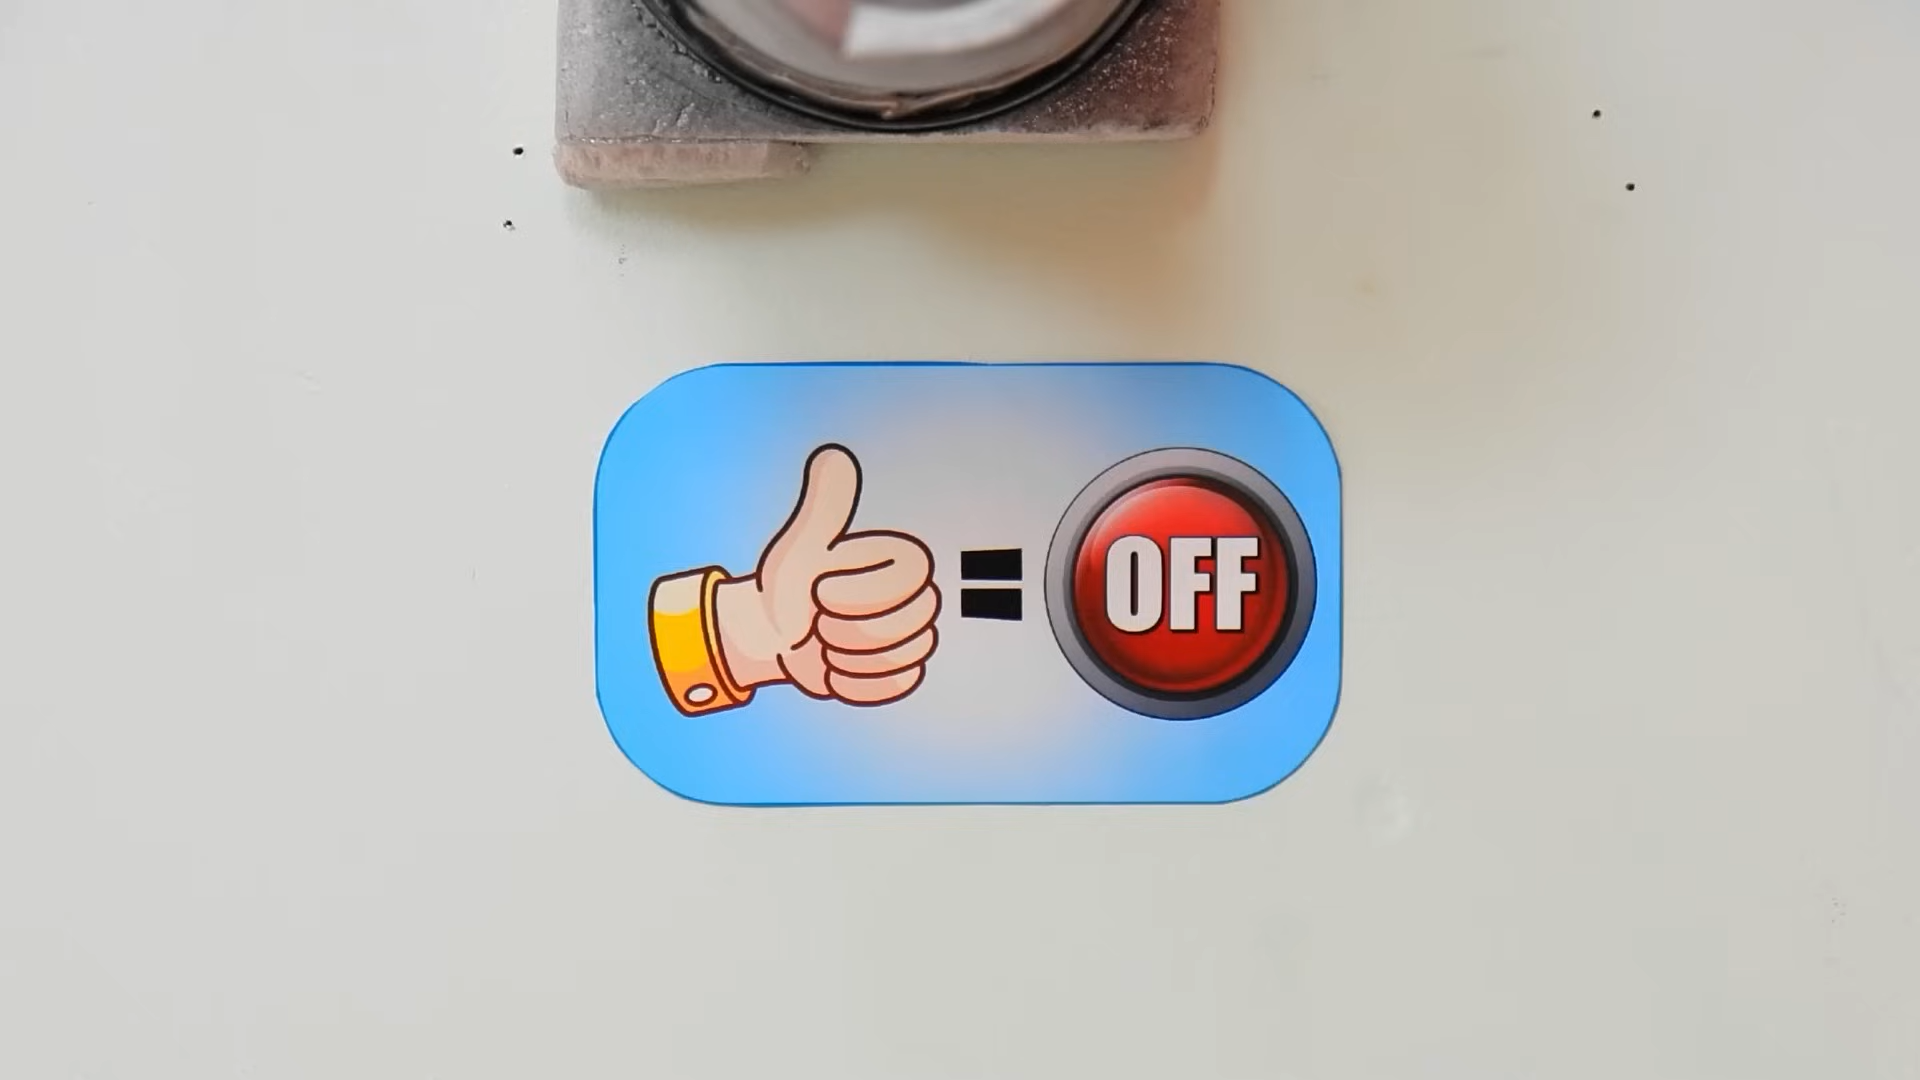 = OFF